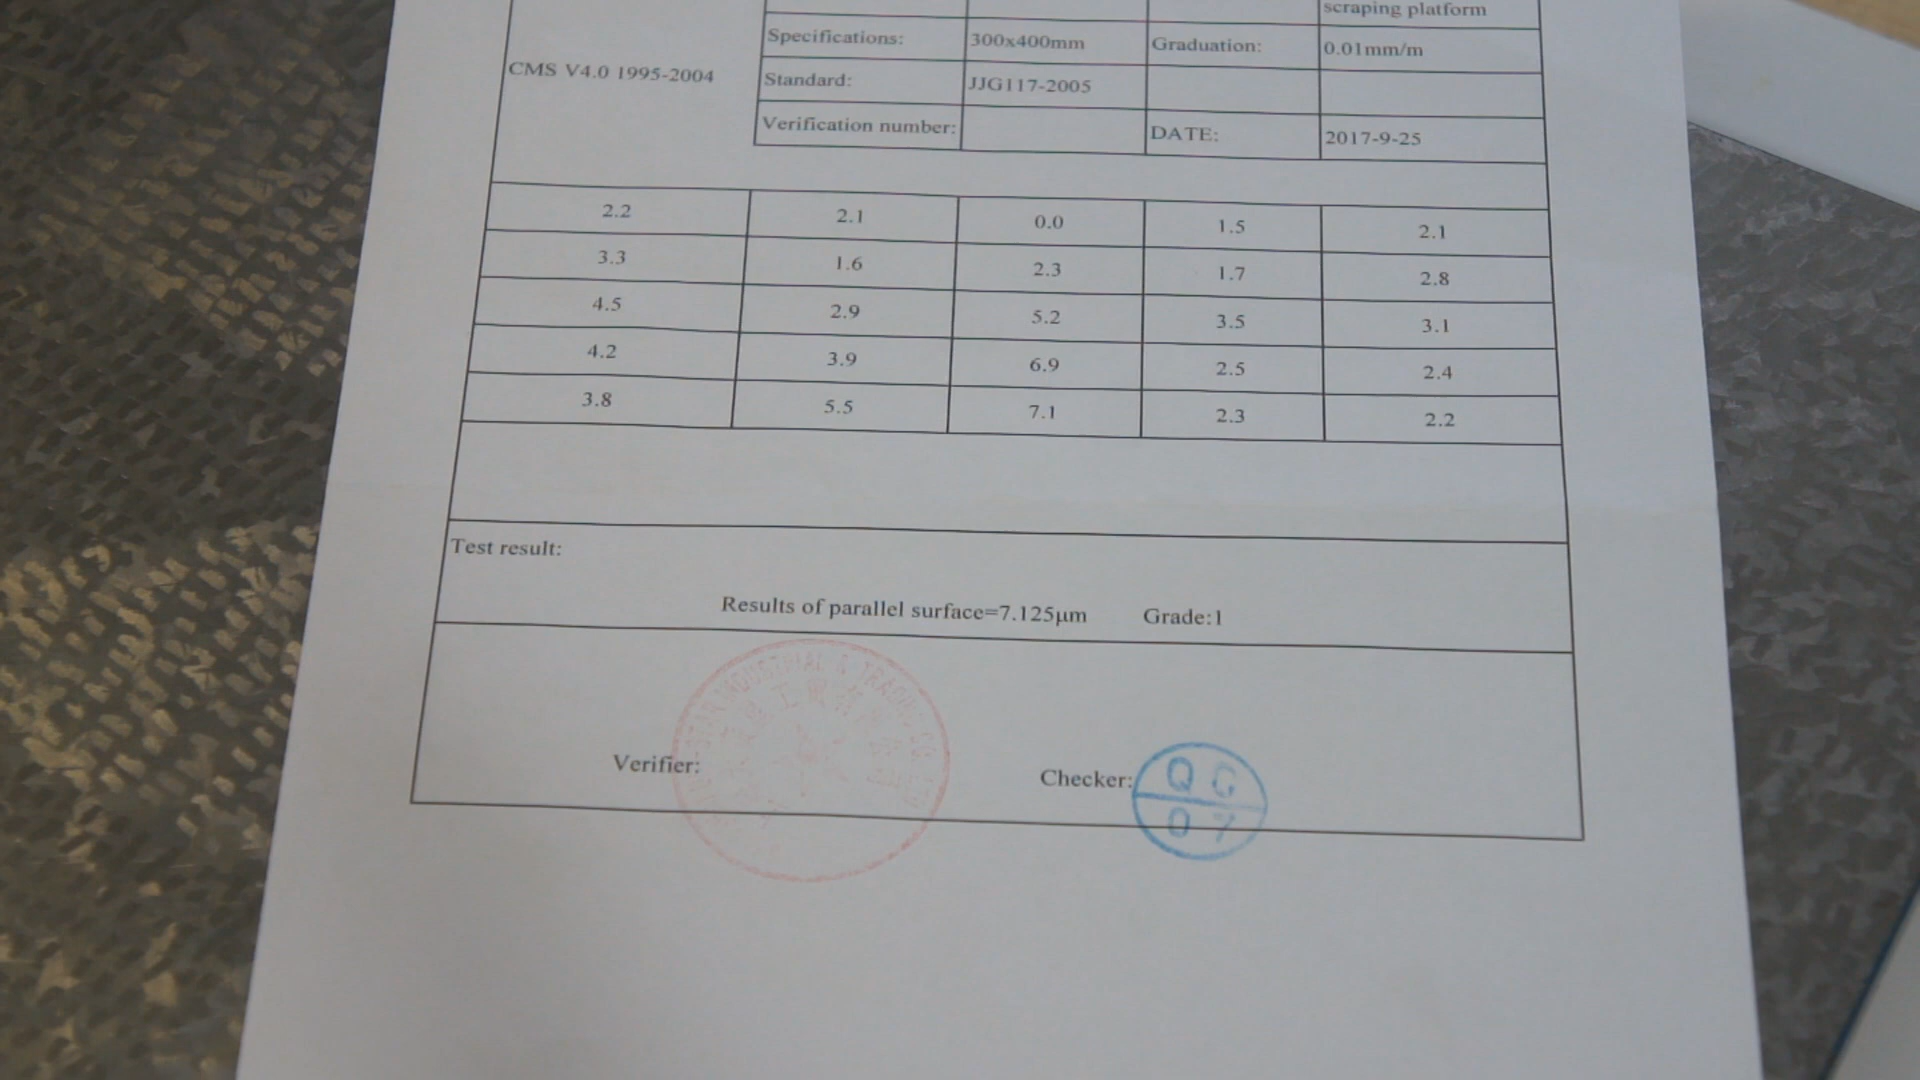 scraping platform
Specifications: 300x400mm Graduation: 0.01mm/m
CMS V4.0 1995-2004
Standard: JJG117-2005
Verification number: DATE: 2017-9-25
2.2 2.1 0.0 1.5 2.1
3.3 1.6 2.3 1.7 2.8
4.5 2.9 5.2 3.5 3.1
4.2 3.9 6.9 2.5 2.4
3.8 5.5 7.1 2.3 2.2
Test result:
Results of parallel surface=7.125μm Grade:1
INDUSTRIAL & TRADING CO
Verifier:
Checker:
Q C
07